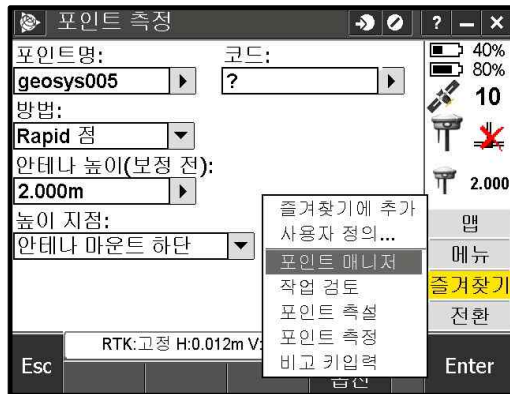 포인트 측정
? – ×
포인트명:
코드:
geosys005
?
방법:
Rapid 점
안테나 높이(보정 전):
2.000m
높이 지점:
안테나 마운트 하단
40%
80%
10
2.000
즐겨찾기에 추가
사용자 정의...
포인트 매니저
작업 검토
포인트 측설
포인트 측정
비고 키입력
맵
메뉴
즐겨찾기
전환
RTK:고정 H:0.012m V:
Esc
옵션
Enter